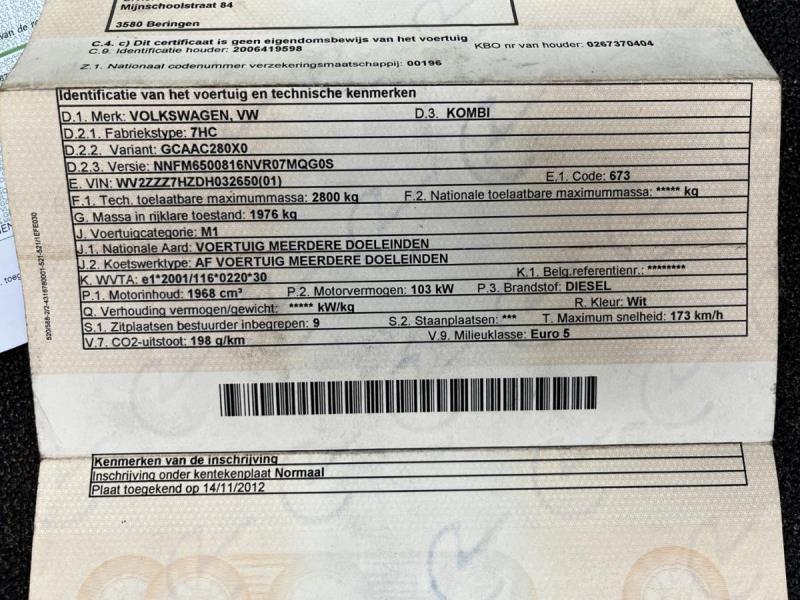 Mijnschoolstraat 84
3580 Beringen
C.4. c) Dit certificaat is geen eigendomsbewijs van het voertuig
C.9. Identificatie houder: 2006419598 KBO nr van houder: 0267370404
Z.1. Nationaal codenummer verzekeringsmaatschappij: 00196
Identificatie van het voertuig en technische kenmerken
D.1. Merk: VOLKSWAGEN, VW D.3. KOMBI
D.2.1. Fabriekstype: 7HC
D.2.2. Variant: GCAAC280X0
D.2.3. Versie: NNFM6500816NVR07MQG0S
E. VIN: WV2ZZZ7HZDH032650(01) E.1. Code: 673
F.1. Tech. toelaatbare maximummassa: 2800 kg F.2. Nationale toelaatbare maximummassa: ***** kg
G. Massa in rijklare toestand: 1976 kg
J. Voertuigcategorie: M1
J.1. Nationale Aard: VOERTUIG MEERDERE DOELEINDEN
J.2. Koetswerktype: AF VOERTUIG MEERDERE DOELEINDEN
K. WVTA: e1*2001/116*0220*30 K.1. Belg.referentienr.: ********
P.1. Motorinhoud: 1968 cm³ P.2. Motorvermogen: 103 kW P.3. Brandstof: DIESEL
Q. Verhouding vermogen/gewicht: ***** kW/kg R. Kleur: Wit
S.1. Zitplaatsen bestuurder inbegrepen: 9 S.2. Staanplaatsen: *** T. Maximum snelheid: 173 km/h
V.7. CO2-uitstoot: 198 g/km V.9. Milieuklasse: Euro 5
Kenmerken van de inschrijving
Inschrijving onder kentekenplaat Normaal
Plaat toegekend op 14/11/2012